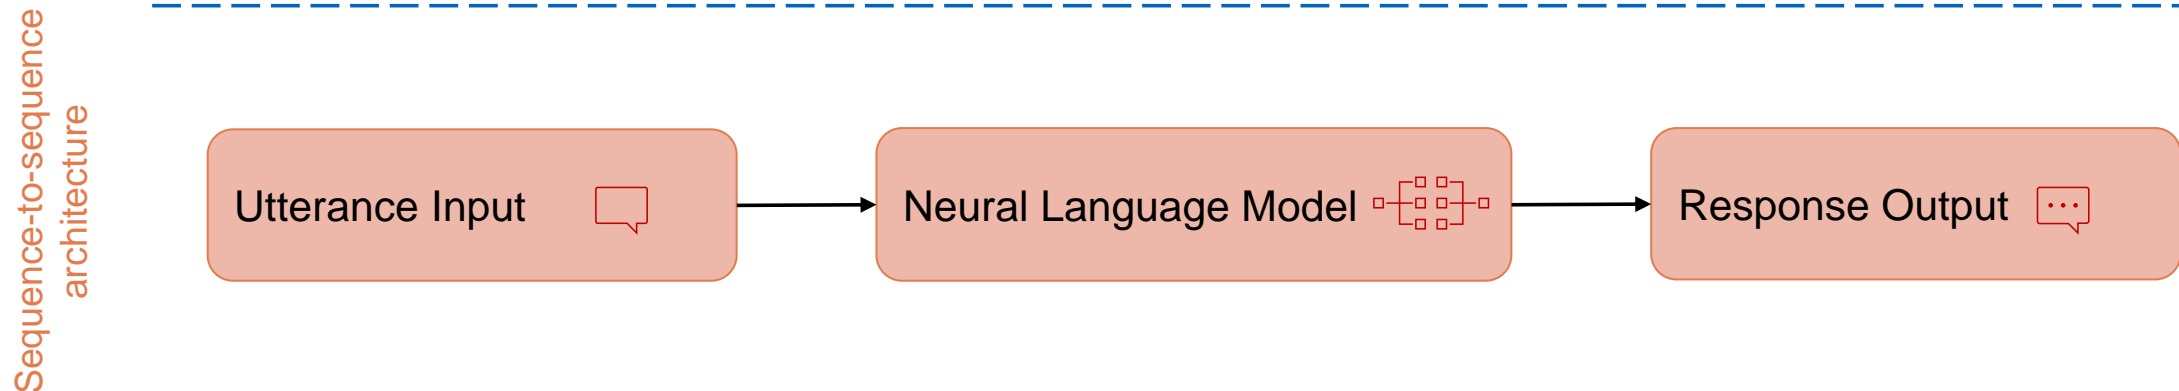 Sequence-to-sequence
architecture
Utterance Input
Neural Language Model
Response Output